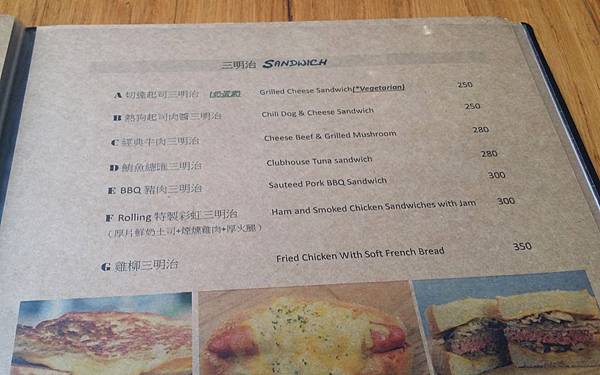 三明治 SANDWICH
A 切達起司三明治 (奶蛋素) Grilled Cheese Sandwich(*Vegetarian) 250
B 熱狗起司肉醬三明治 Chili Dog & Cheese Sandwich 250
C 經典牛肉三明治 Cheese Beef & Grilled Mushroom 280
D 鮪魚總匯三明治 Clubhouse Tuna sandwich 280
E BBQ 豬肉三明治 Sauteed Pork BBQ Sandwich 300
F Rolling 特製彩虹三明治 Ham and Smoked Chicken Sandwiches with Jam 300
(厚片鮮奶土司+煙燻雞肉+厚火腿)
G 雞柳三明治 Fried Chicken With Soft French Bread 350